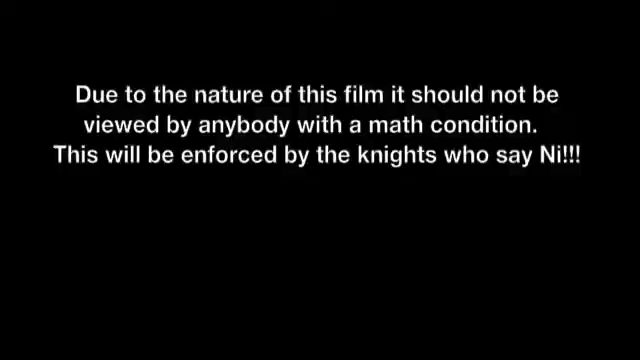 Due to the nature of this film it should not be
viewed by anybody with a math condition.
This will be enforced by the knights who say Ni!!!